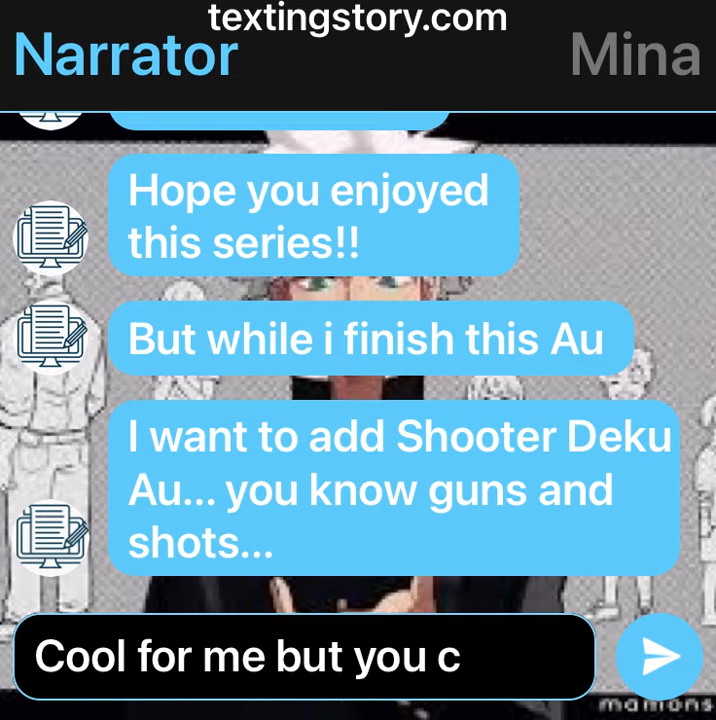 textingstory.com
Narrator
Mina
Hope you enjoyed
this series!!
But while i finish this Au
I want to add Shooter Deku
Au... you know guns and
shots...
Cool for me but you c
mamons